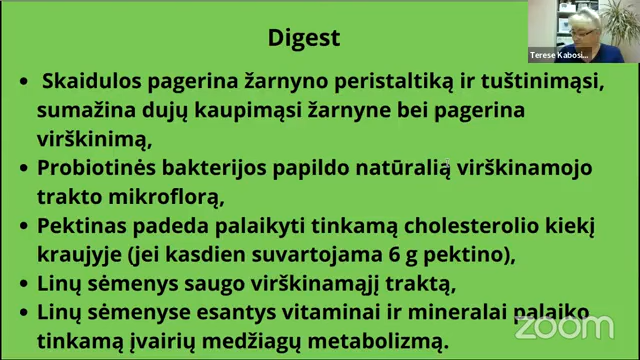 Digest
Terese Kabosi...
• Skaidulos pagerina žarnyno peristaltiką ir tuštinimąsi,
sumažina dujų kaupimąsi žarnyne bei pagerina
virškinimą,
• Probiotinės bakterijos papildo natūralią virškinamojo
trakto mikroflorą,
• Pektinas padeda palaikyti tinkamą cholesterolio kiekį
kraujyje (jei kasdien suvartojama 6 g pektino),
• Linų sėmenys saugo virškinamąjį traktą,
• Linų sėmenyse esantys vitaminai ir mineralai palaiko
tinkamą įvairių medžiagų metabolizmą.
zoom